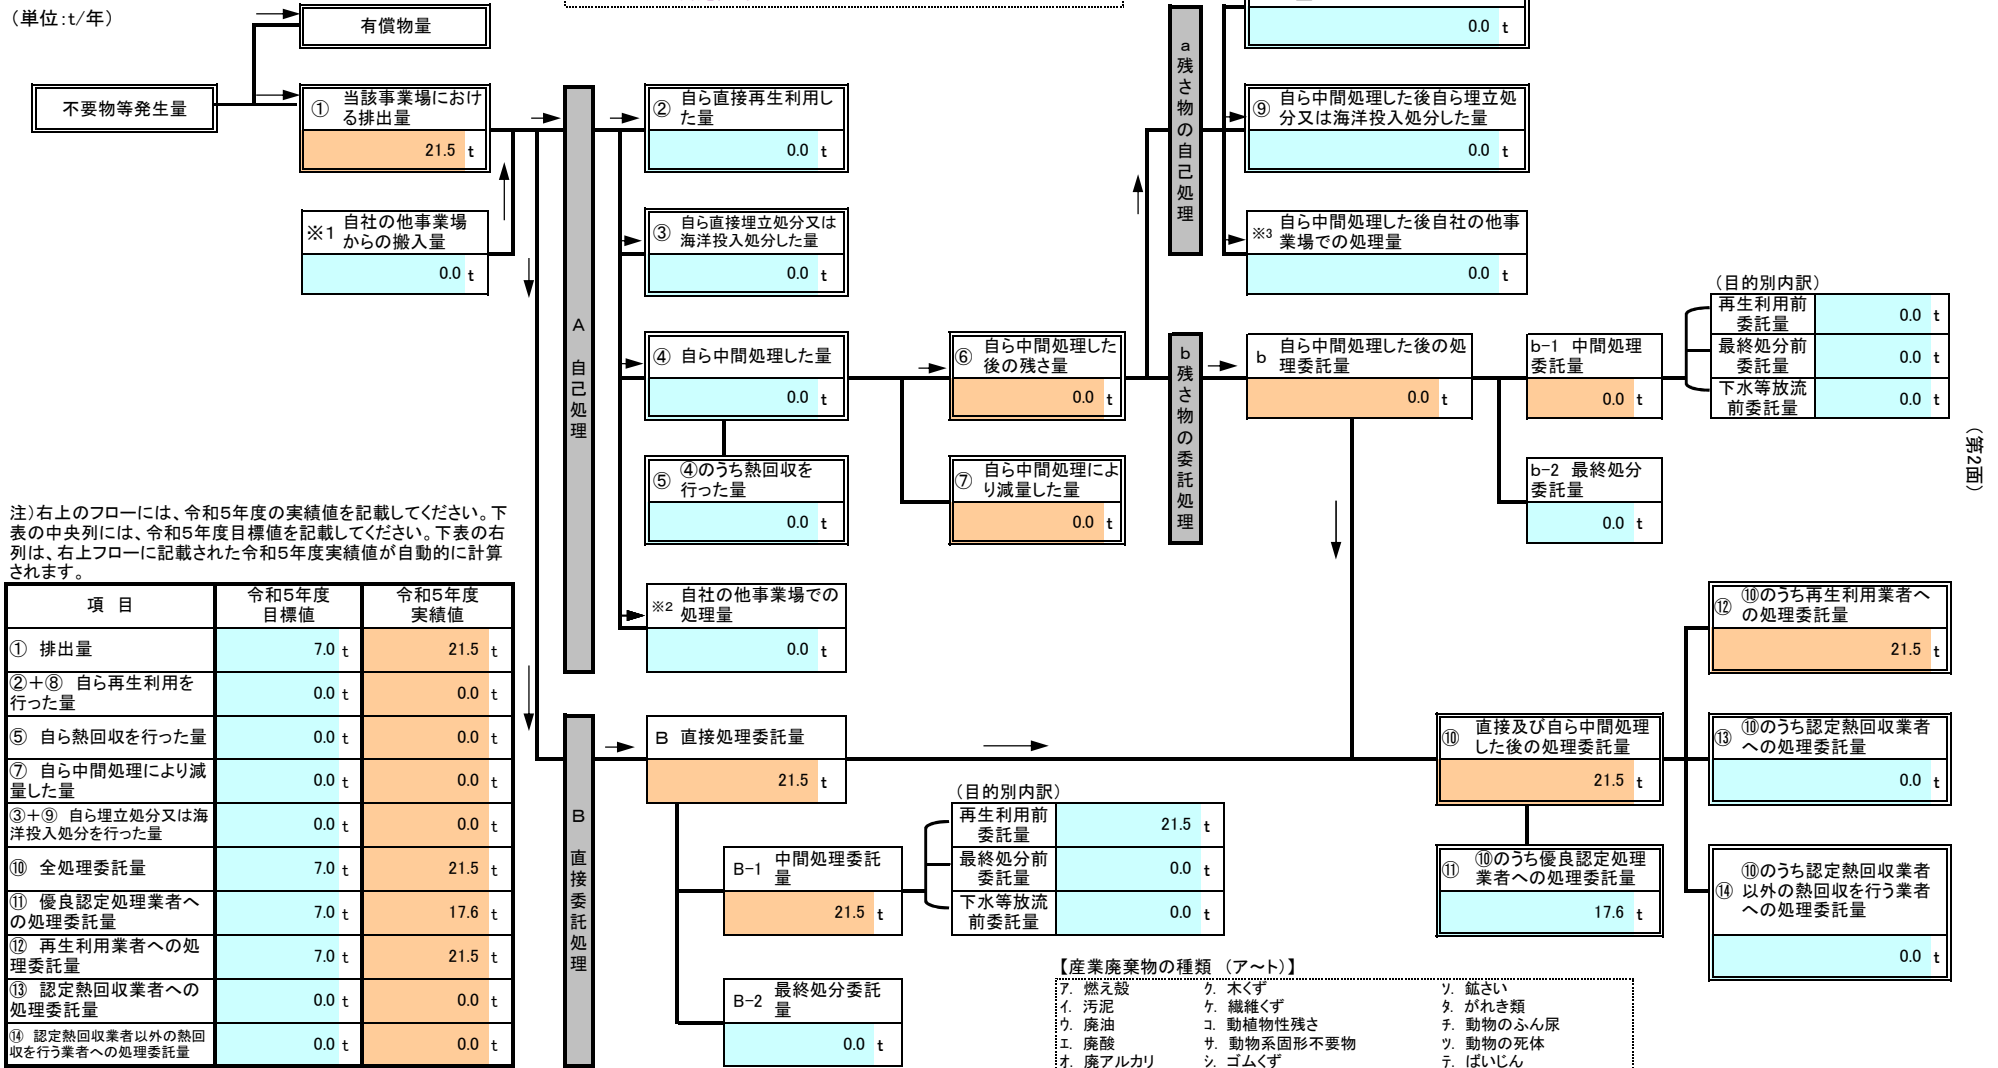 (単位:t/年)
有償物量
不要物等発生量
① 当該事業場におけ
る排出量
21.5 t
※1 自社の他事業場
からの搬入量
0.0 t
A 自己処理
② 自ら直接再生利用し
た量
0.0 t
③ 自ら直接埋立処分又は
海洋投入処分した量
0.0 t
④ 自ら中間処理した量
0.0 t
⑤ ④のうち熱回収を
行った量
0.0 t
※2 自社の他事業場での
処理量
0.0 t
⑥ 自ら中間処理した
後の残さ量
0.0 t
⑦ 自ら中間処理によ
り減量した量
0.0 t
a残さ物の自己処理
0.0 t
⑨ 自ら中間処理した後自ら埋立処
分又は海洋投入処分した量
0.0 t
※3 自ら中間処理した後自社の他事
業場での処理量
0.0 t
b残さ物の委託処理
b 自ら中間処理した後の処
理委託量
0.0 t
b-1 中間処理
委託量
0.0 t
b-2 最終処分
委託量
0.0 t
(目的別内訳)
再生利用前
委託量
0.0 t
最終処分前
委託量
0.0 t
下水等放流
前委託量
0.0 t
(第2面)
注)右上のフローには、令和5年度の実績値を記載してください。下
表の中央列には、令和5年度目標値を記載してください。下表の右
列は、右上フローに記載された令和5年度実績値が自動的に計算
されます。
項 目 令和5年度 令和5年度
目標値 実績値
① 排出量 7.0 t 21.5 t
②+⑧ 自ら再生利用を
行った量 0.0 t 0.0 t
⑤ 自ら熱回収を行った量 0.0 t 0.0 t
⑦ 自ら中間処理により減
量した量 0.0 t 0.0 t
③+⑨ 自ら埋立処分又は海
洋投入処分を行った量 0.0 t 0.0 t
⑩ 全処理委託量 7.0 t 21.5 t
⑪ 優良認定処理業者へ
の処理委託量 7.0 t 17.6 t
⑫ 再生利用業者への処
理委託量 7.0 t 21.5 t
⑬ 認定熱回収業者への
処理委託量 0.0 t 0.0 t
⑭ 認定熱回収業者以外の熱回
収を行う業者への処理委託量 0.0 t 0.0 t
B 直接委託処理
B 直接処理委託量
21.5 t
B-1 中間処理委託
量
21.5 t
B-2 最終処分委託
量
0.0 t
(目的別内訳)
再生利用前
委託量
21.5 t
最終処分前
委託量
0.0 t
下水等放流
前委託量
0.0 t
⑩ 直接及び自ら中間処理
した後の処理委託量
21.5 t
⑪ ⑩のうち優良認定処理
業者への処理委託量
17.6 t
⑫ ⑩のうち再生利用業者へ
の処理委託量
21.5 t
⑬ ⑩のうち認定熱回収業者
への処理委託量
0.0 t
⑭ ⑩のうち認定熱回収業者
以外の熱回収を行う業者
への処理委託量
0.0 t
【産業廃棄物の種類 (ア~ト)】
ア. 燃え殻 ク. 木くず ソ. 鉱さい
イ. 汚泥 ケ. 繊維くず タ. がれき類
ウ. 廃油 コ. 動植物性残さ チ. 動物のふん尿
エ. 廃酸 サ. 動物系固形不要物 ツ. 動物の死体
オ. 廃アルカリ シ. ゴムくず テ. ばいじん